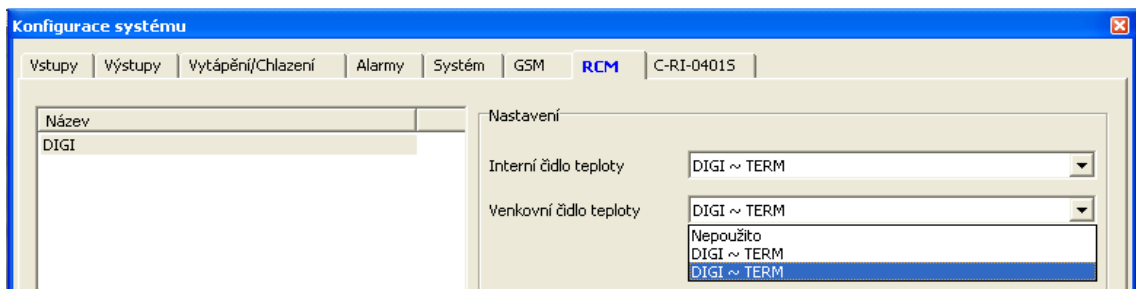 Konfigurace systému
Vstupy Výstupy Vytápění/Chlazení Alarmy Systém GSM RCM C-RI-0401S
Název
DIGI
Nastavení
Interní čidlo teploty DIGI ~ TERM
Venkovní čidlo teploty DIGI ~ TERM
Nepoužito
DIGI ~ TERM
DIGI ~ TERM